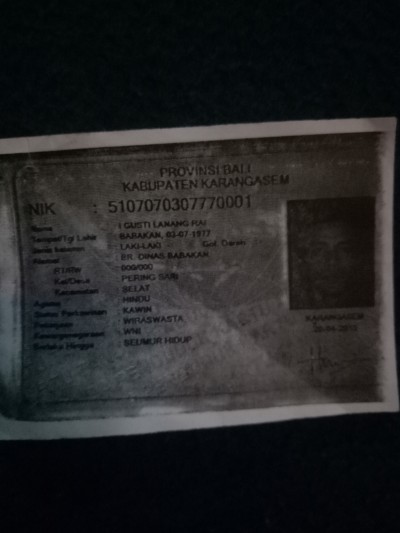 PROVINSI BALI
KABUPATEN KARANGASEM
NIK : 5107070307770001
Nama : I GUSTI LANANG RAI
Tempat/Tgl Lahir : BABAKAN, 03-07-1977
Jenis Kelamin : LAKI-LAKI Gol. Darah
Alamat : BR. DINAS BABAKAN
RT/RW : 000/000
Kel/Desa : PERING SARI
Kecamatan : SELAT
Agama : HINDU
Status Perkawinan : KAWIN
Pekerjaan : WIRASWASTA
Kewarganegaraan : WNI
Berlaku Hingga : SEUMUR HIDUP
KARANGASEM